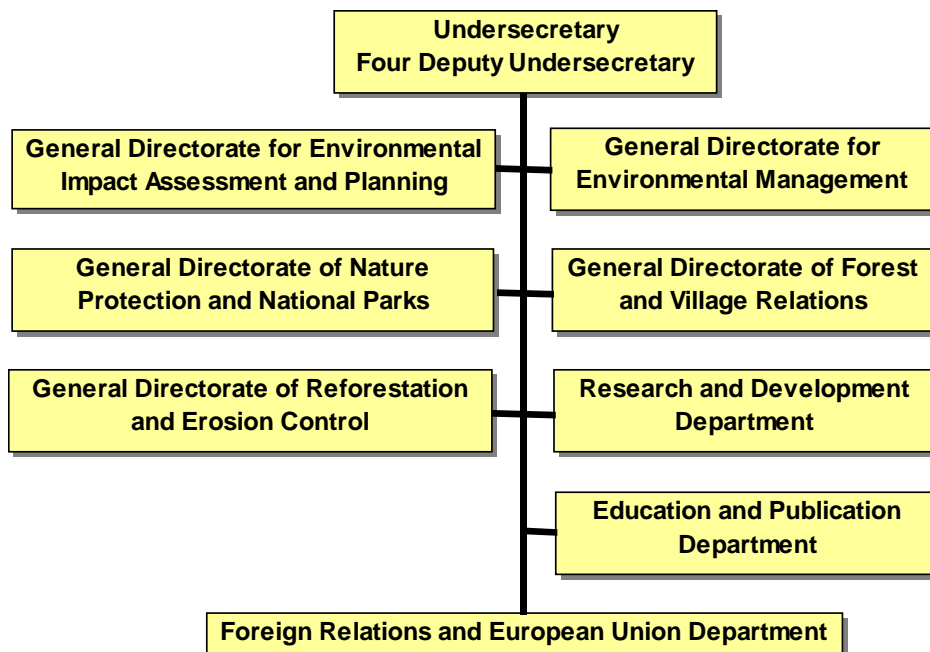 Undersecretary
Four Deputy Undersecretary
General Directorate for Environmental
Impact Assessment and Planning
General Directorate for
Environmental Management
General Directorate of Nature
Protection and National Parks
General Directorate of Forest
and Village Relations
General Directorate of Reforestation
and Erosion Control
Research and Development
Department
Education and Publication
Department
Foreign Relations and European Union Department